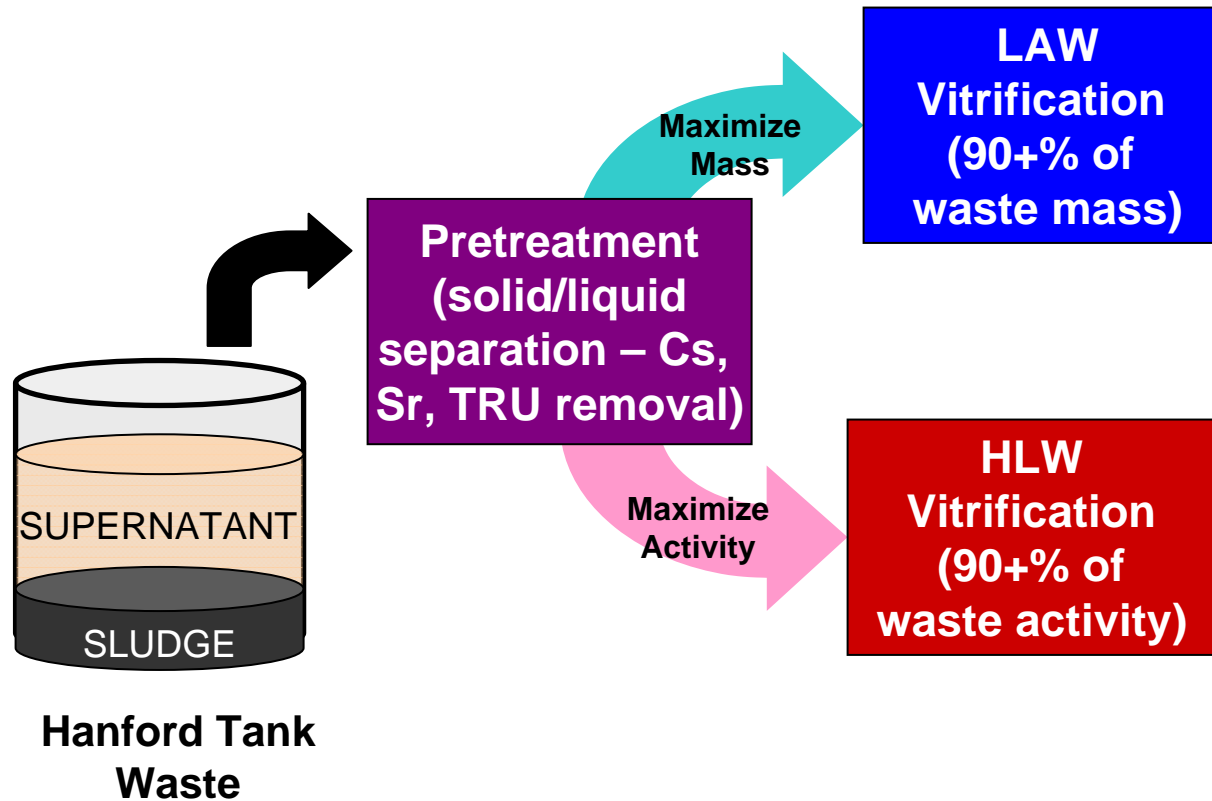 LAW
Vitrification
(90+% of
waste mass)
Maximize
Mass
Pretreatment
(solid/liquid
separation – Cs,
Sr, TRU removal)
Maximize
Activity
HLW
Vitrification
(90+% of
waste activity)
SUPERNATANT
SLUDGE
Hanford Tank
Waste